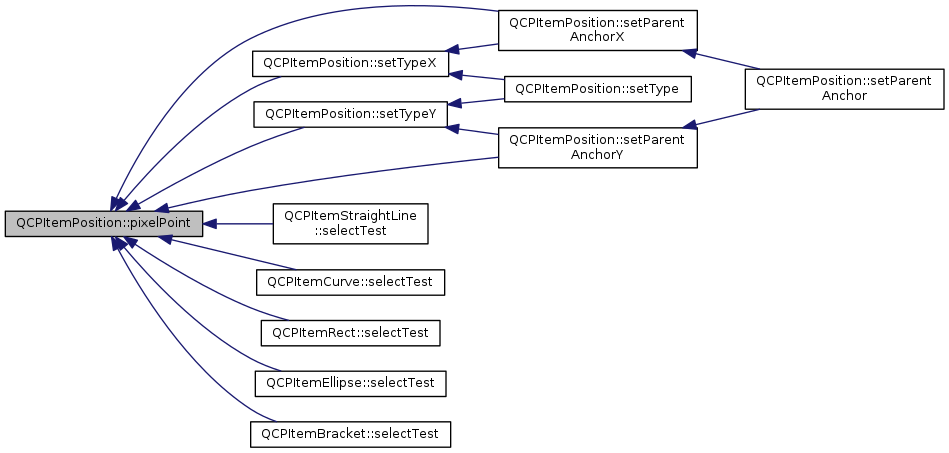 QCPItemPosition::setParent
AnchorX
QCPItemPosition::setTypeX
QCPItemPosition::setParent
Anchor
QCPItemPosition::setType
QCPItemPosition::setTypeY
QCPItemPosition::setParent
AnchorY
QCPItemPosition::pixelPoint
QCPItemStraightLine
::selectTest
QCPItemCurve::selectTest
QCPItemRect::selectTest
QCPItemEllipse::selectTest
QCPItemBracket::selectTest